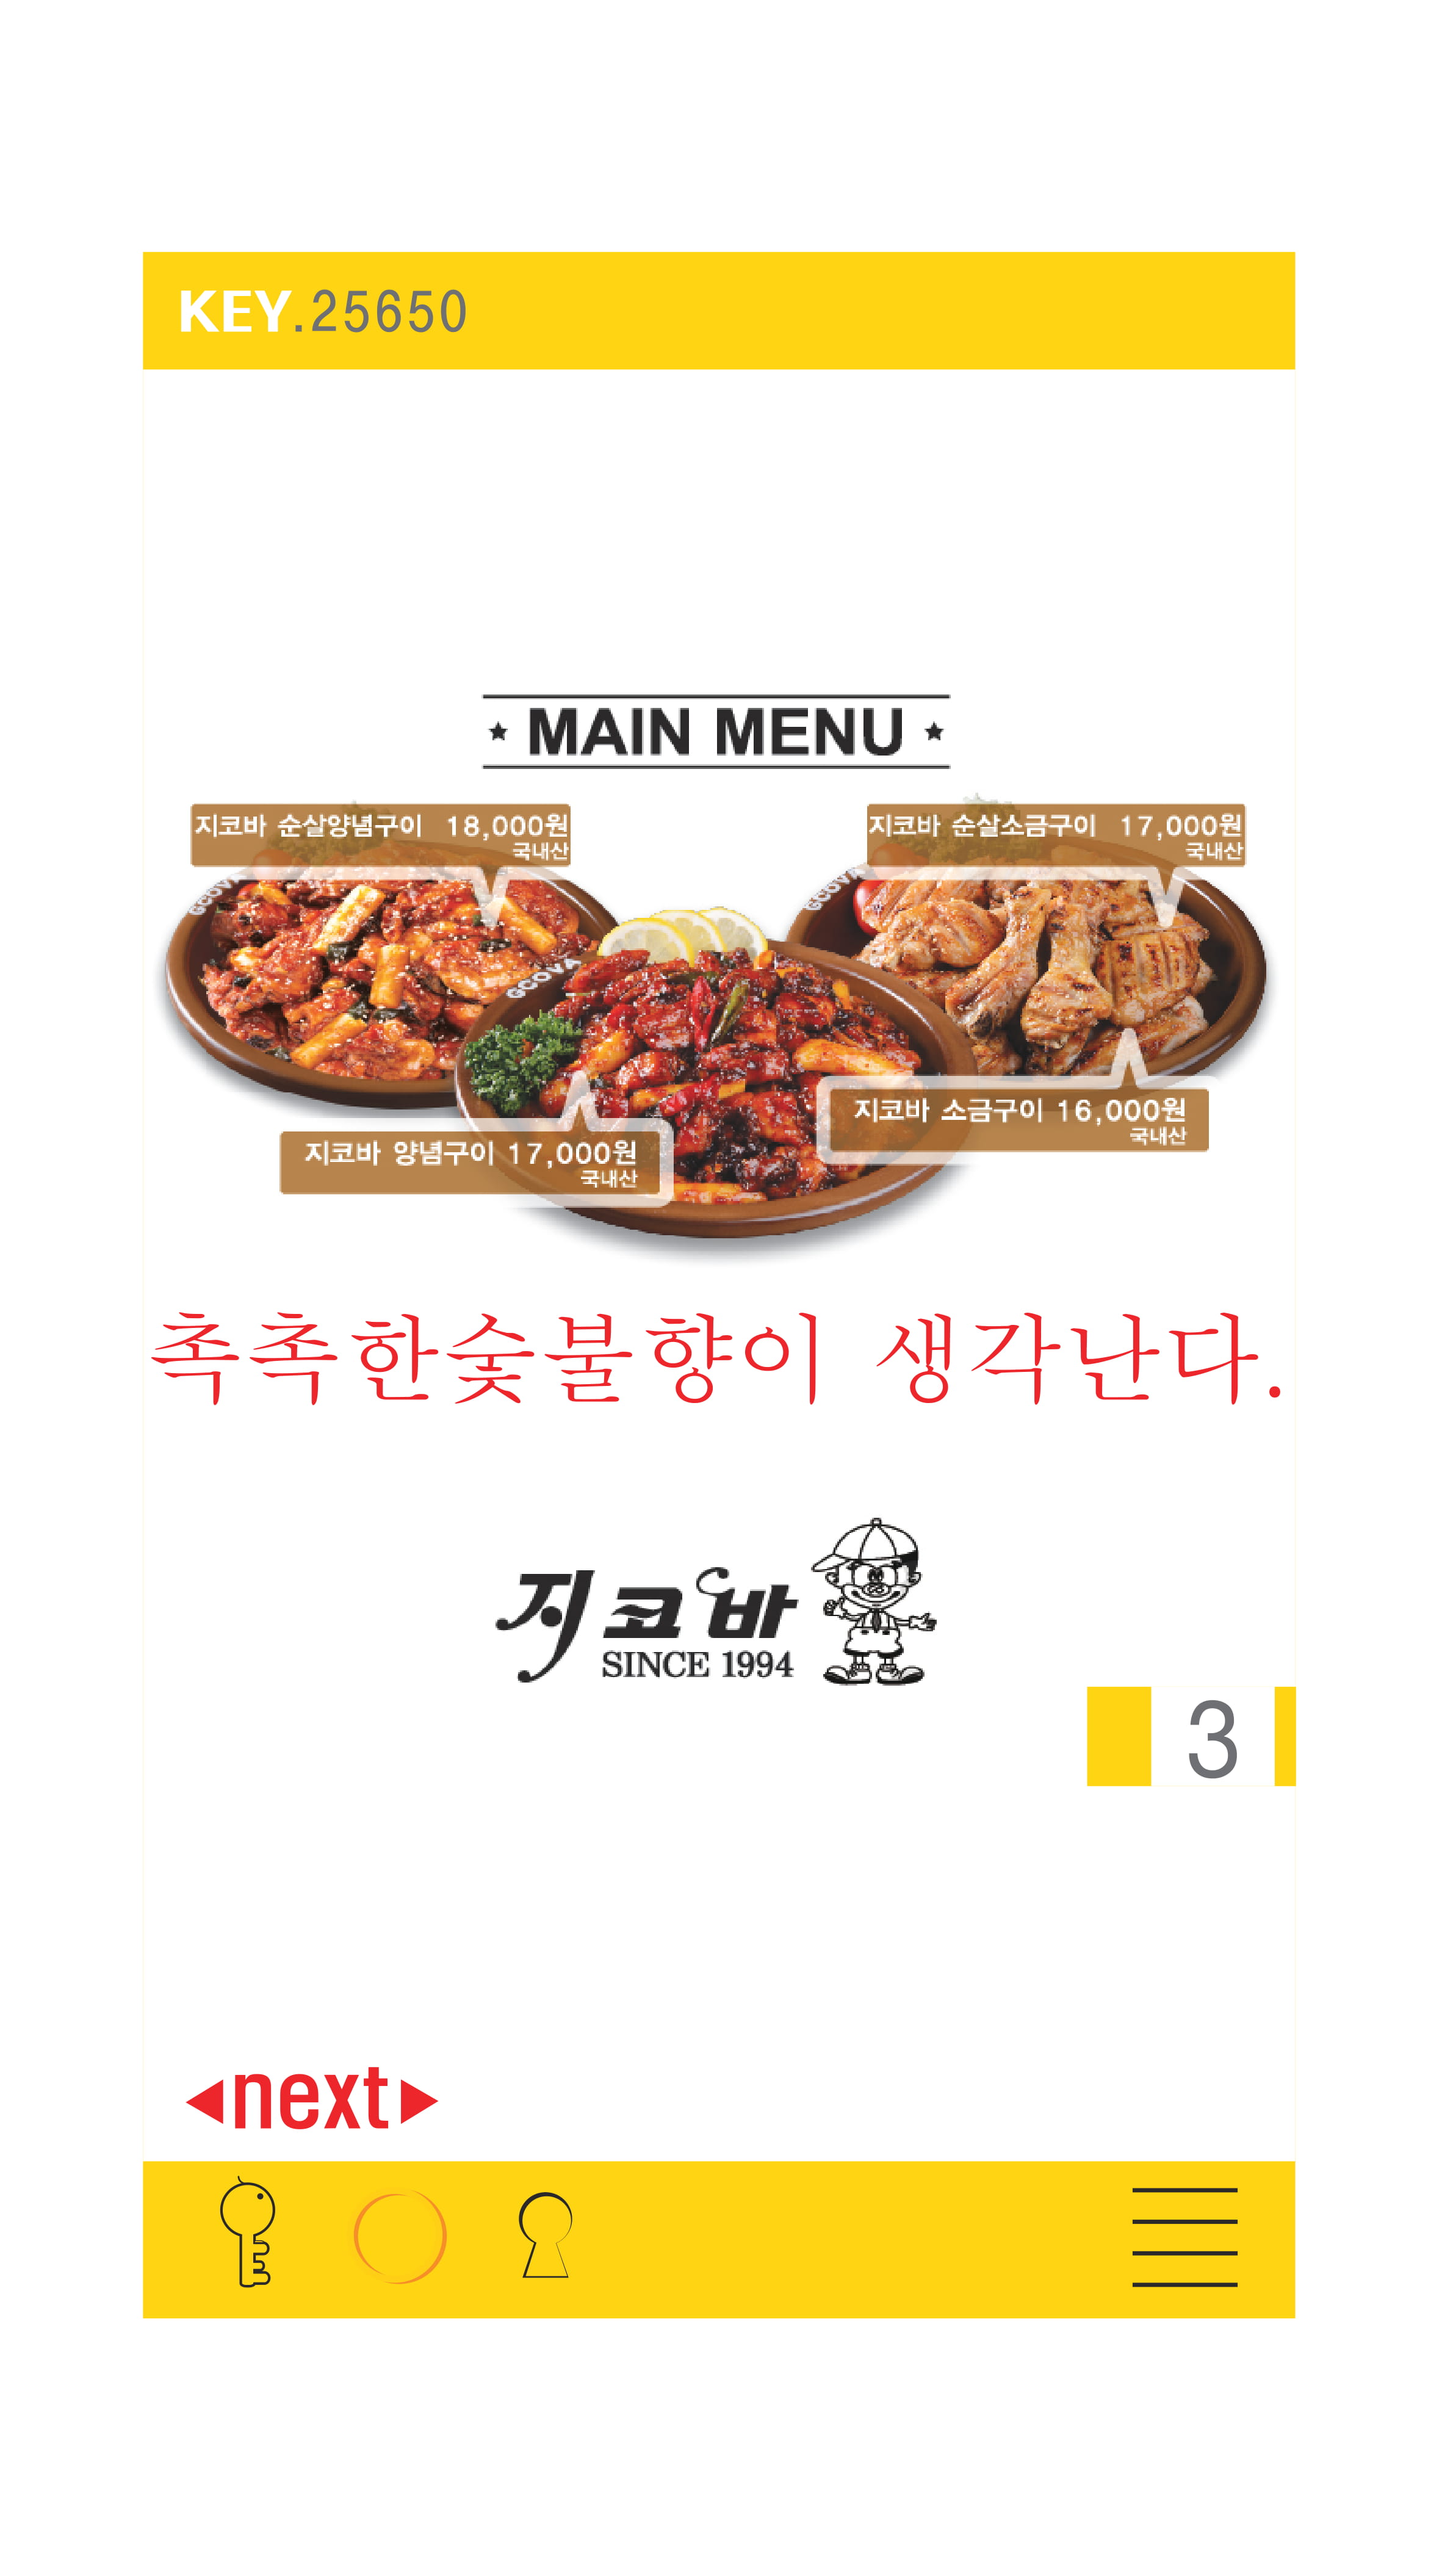 KEY.25650
MAIN MENU
지코바 순살양념구이 18,000원
국내산
지코바 순살소금구이 17,000원
국내산
GCOVA
GCOVA
GCOVA
지코바 소금구이 16,000원
국내산
지코바 양념구이 17,000원
국내산
촉촉한숯불향이 생각난다.
지코바
SINCE 1994
3
next